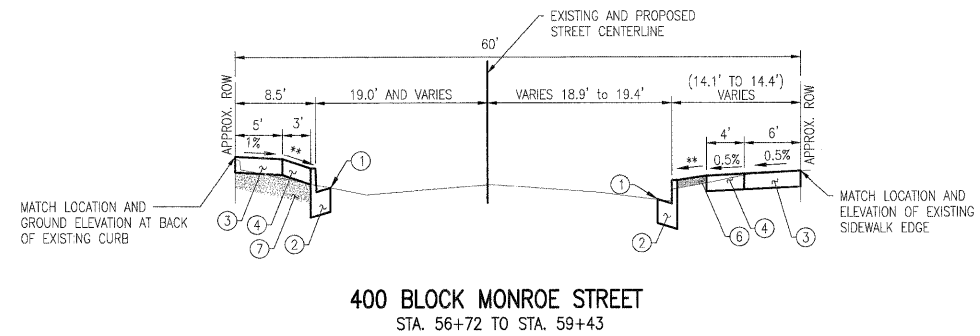 EXISTING AND PROPOSED
STREET CENTERLINE
60'
(14.1' TO 14.4')
8.5'
19.0' AND VARIES
VARIES 18.9' to 19.4'
VARIES
APPROX. ROW
APPROX. ROW
5'
3'
4'
6'
1%
**
**
0.5%
0.5%
1
1
MATCH LOCATION AND
GROUND ELEVATION AT BACK
OF EXISTING CURB
3
4
7
2
2
6
4
3
MATCH LOCATION AND
ELEVATION OF EXISTING
SIDEWALK EDGE
400 BLOCK MONROE STREET
STA. 56+72 TO STA. 59+43